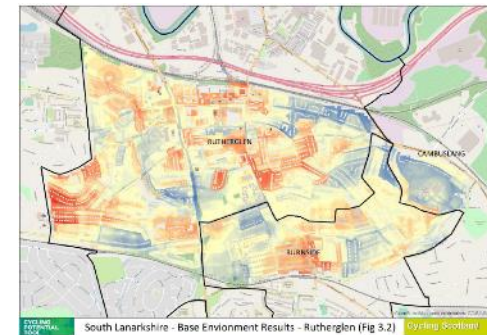 RUTHERGLEN
CAMBUSLANG
BURNSIDE
CYCLING
POTENTIAL
TOOL
South Lanarkshire - Base Envionment Results - Rutherglen (Fig 3.2)
Cycling Scotland